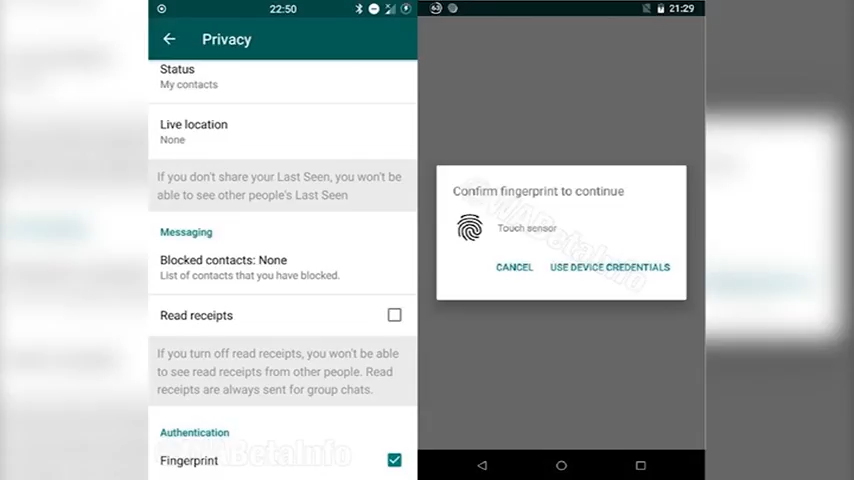 22:50
Privacy
Status
My contacts
Live location
None
If you don't share your Last Seen, you won't be
able to see other people's Last Seen
Messaging
Blocked contacts: None
List of contacts that you have blocked.
Read receipts
If you turn off read receipts, you won't be able
to see read receipts from other people. Read
receipts are always sent for group chats.
Authentication
Fingerprint
@WABetaInfo
63
21:29
Confirm fingerprint to continue
Touch sensor
CANCEL
USE DEVICE CREDENTIALS
@WABetaInfo